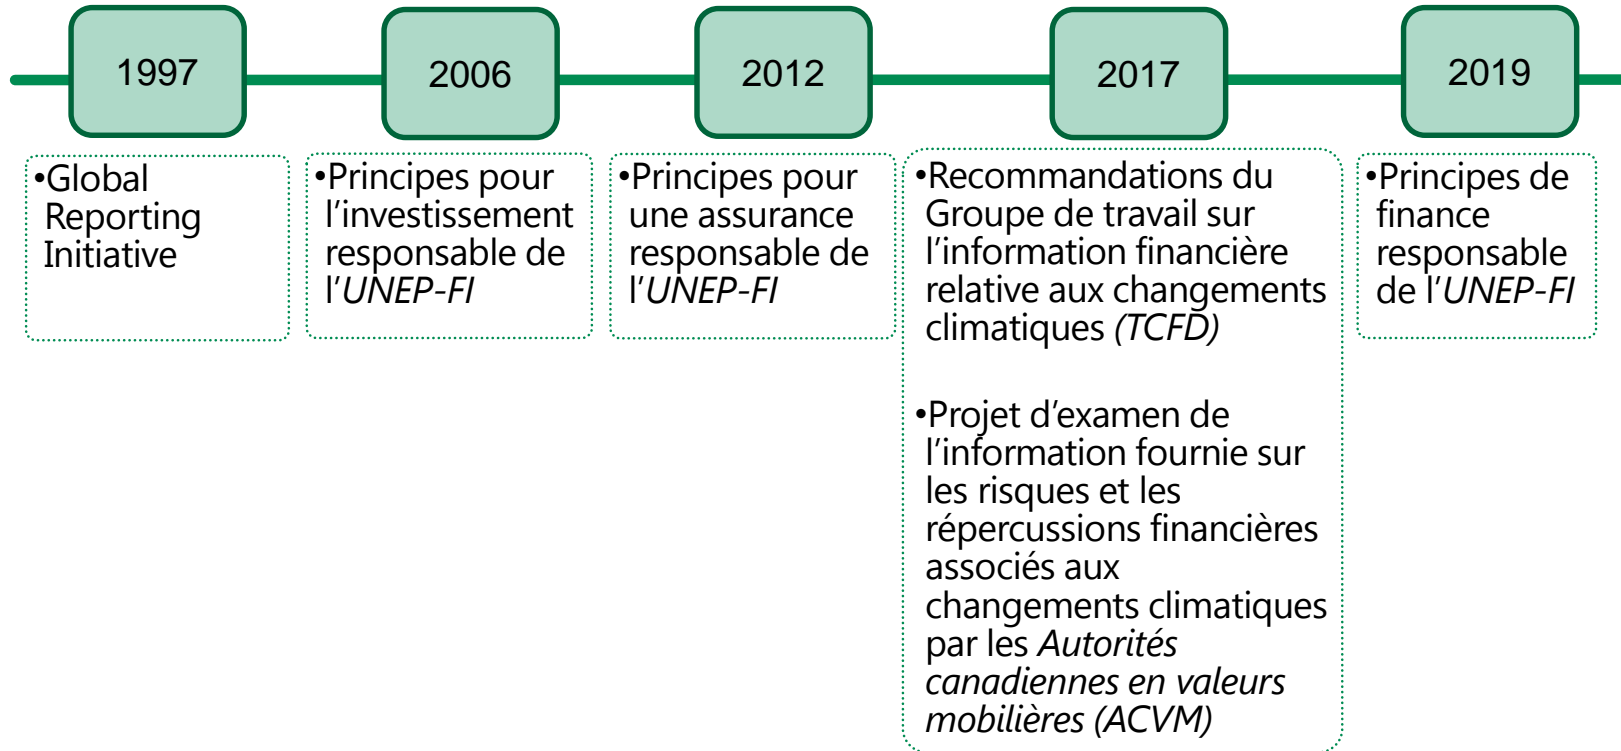 1997
2006
2012
2017
2019
•Global
Reporting
Initiative
•Principes pour
l'investissement
responsable de
l'UNEP-FI
•Principes pour
une assurance
responsable de
l'UNEP-FI
•Recommandations du
Groupe de travail sur
l'information financière
relative aux changements
climatiques (TCFD)
•Projet d'examen de
l'information fournie sur
les risques et les
répercussions financières
associés aux
changements climatiques
par les Autorités
canadiennes en valeurs
mobilières (ACVM)
•Principes de
finance
responsable
de l'UNEP-FI